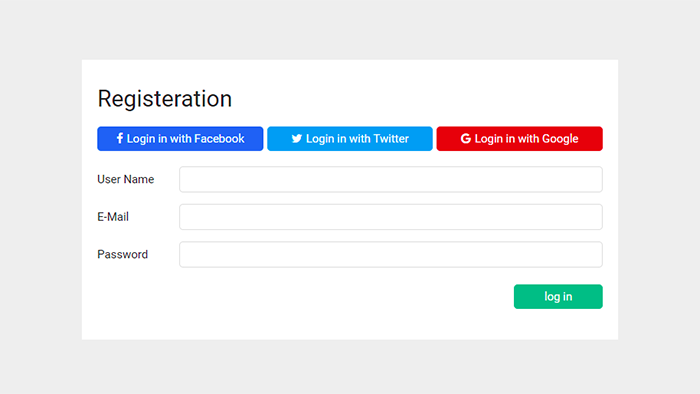 Registeration
Login in with Facebook Login in with Twitter Login in with Google
User Name
E-Mail
Password
log in